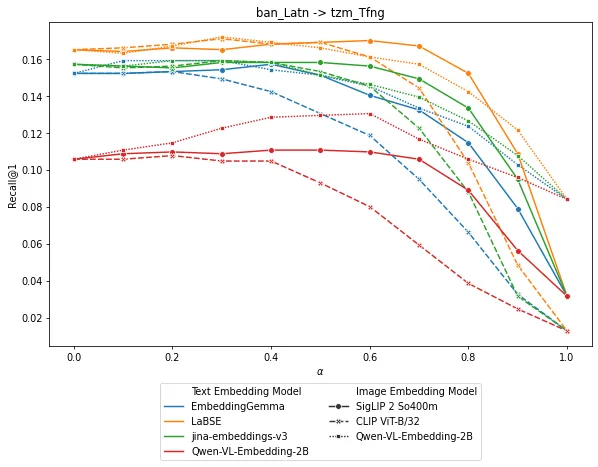 ban_Latn -> tzm_Tfng
Recall@1
0.16
0.14
0.12
0.10
0.08
0.06
0.04
0.02
0.0 0.2 0.4 0.6 0.8 1.0
α
Text Embedding Model Image Embedding Model
EmbeddingGemma SigLIP 2 So400m
LaBSE CLIP ViT-B/32
jina-embeddings-v3 Qwen-VL-Embedding-2B
Qwen-VL-Embedding-2B